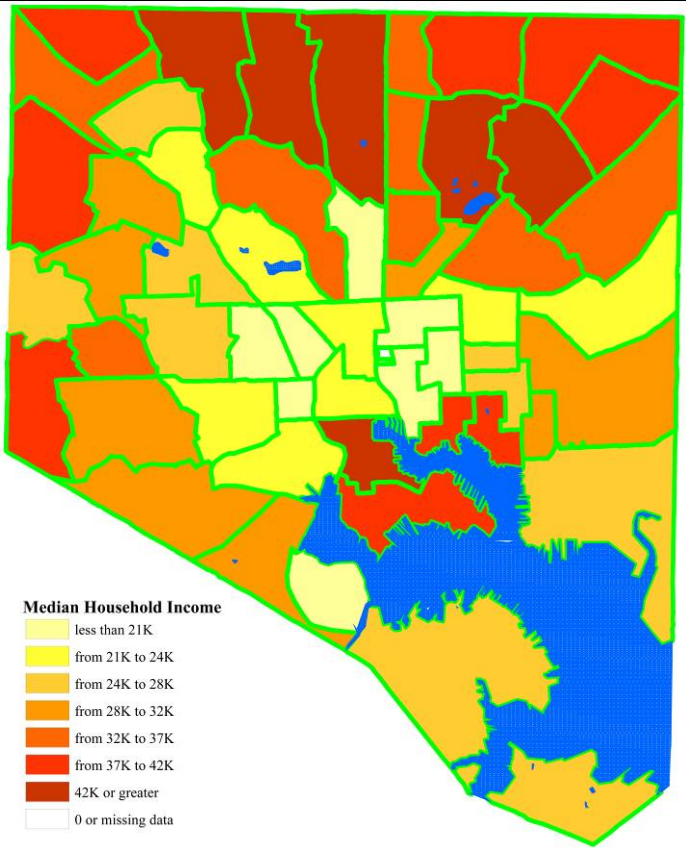 Median Household Income
less than 21K
from 21K to 24K
from 24K to 28K
from 28K to 32K
from 32K to 37K
from 37K to 42K
42K or greater
0 or missing data